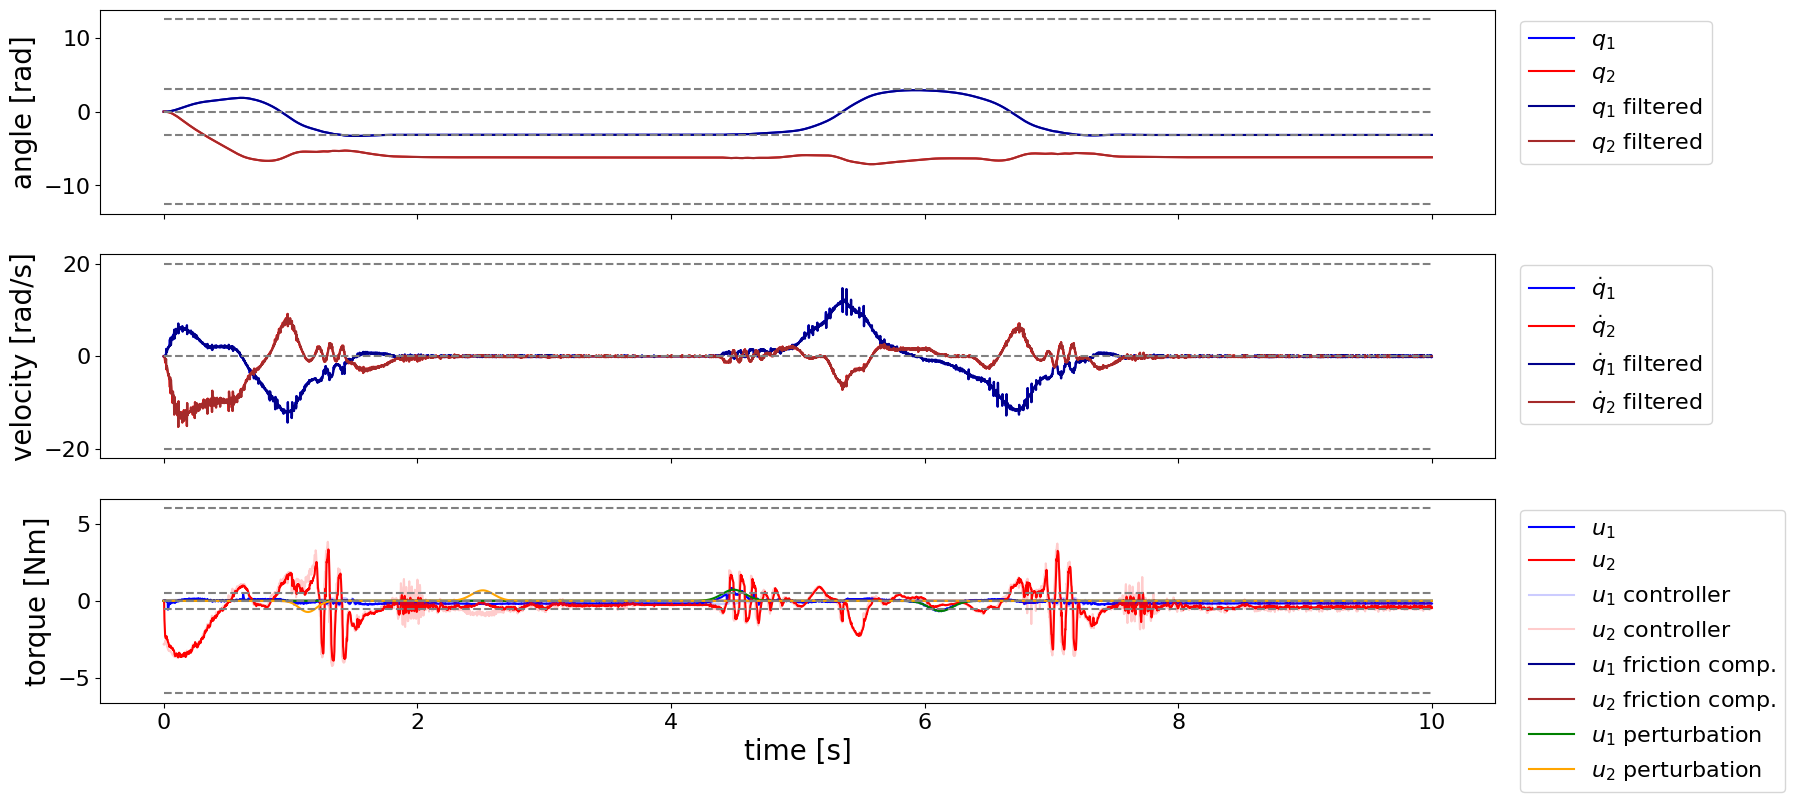 angle [rad]
10
0
−10
q₁
q₂
q₁ filtered
q₂ filtered
velocity [rad/s]
20
0
−20
q̇₁
q̇₂
q̇₁ filtered
q̇₂ filtered
torque [Nm]
5
0
−5
0 2 4 6 8 10
time [s]
u₁
u₂
u₁ controller
u₂ controller
u₁ friction comp.
u₂ friction comp.
u₁ perturbation
u₂ perturbation